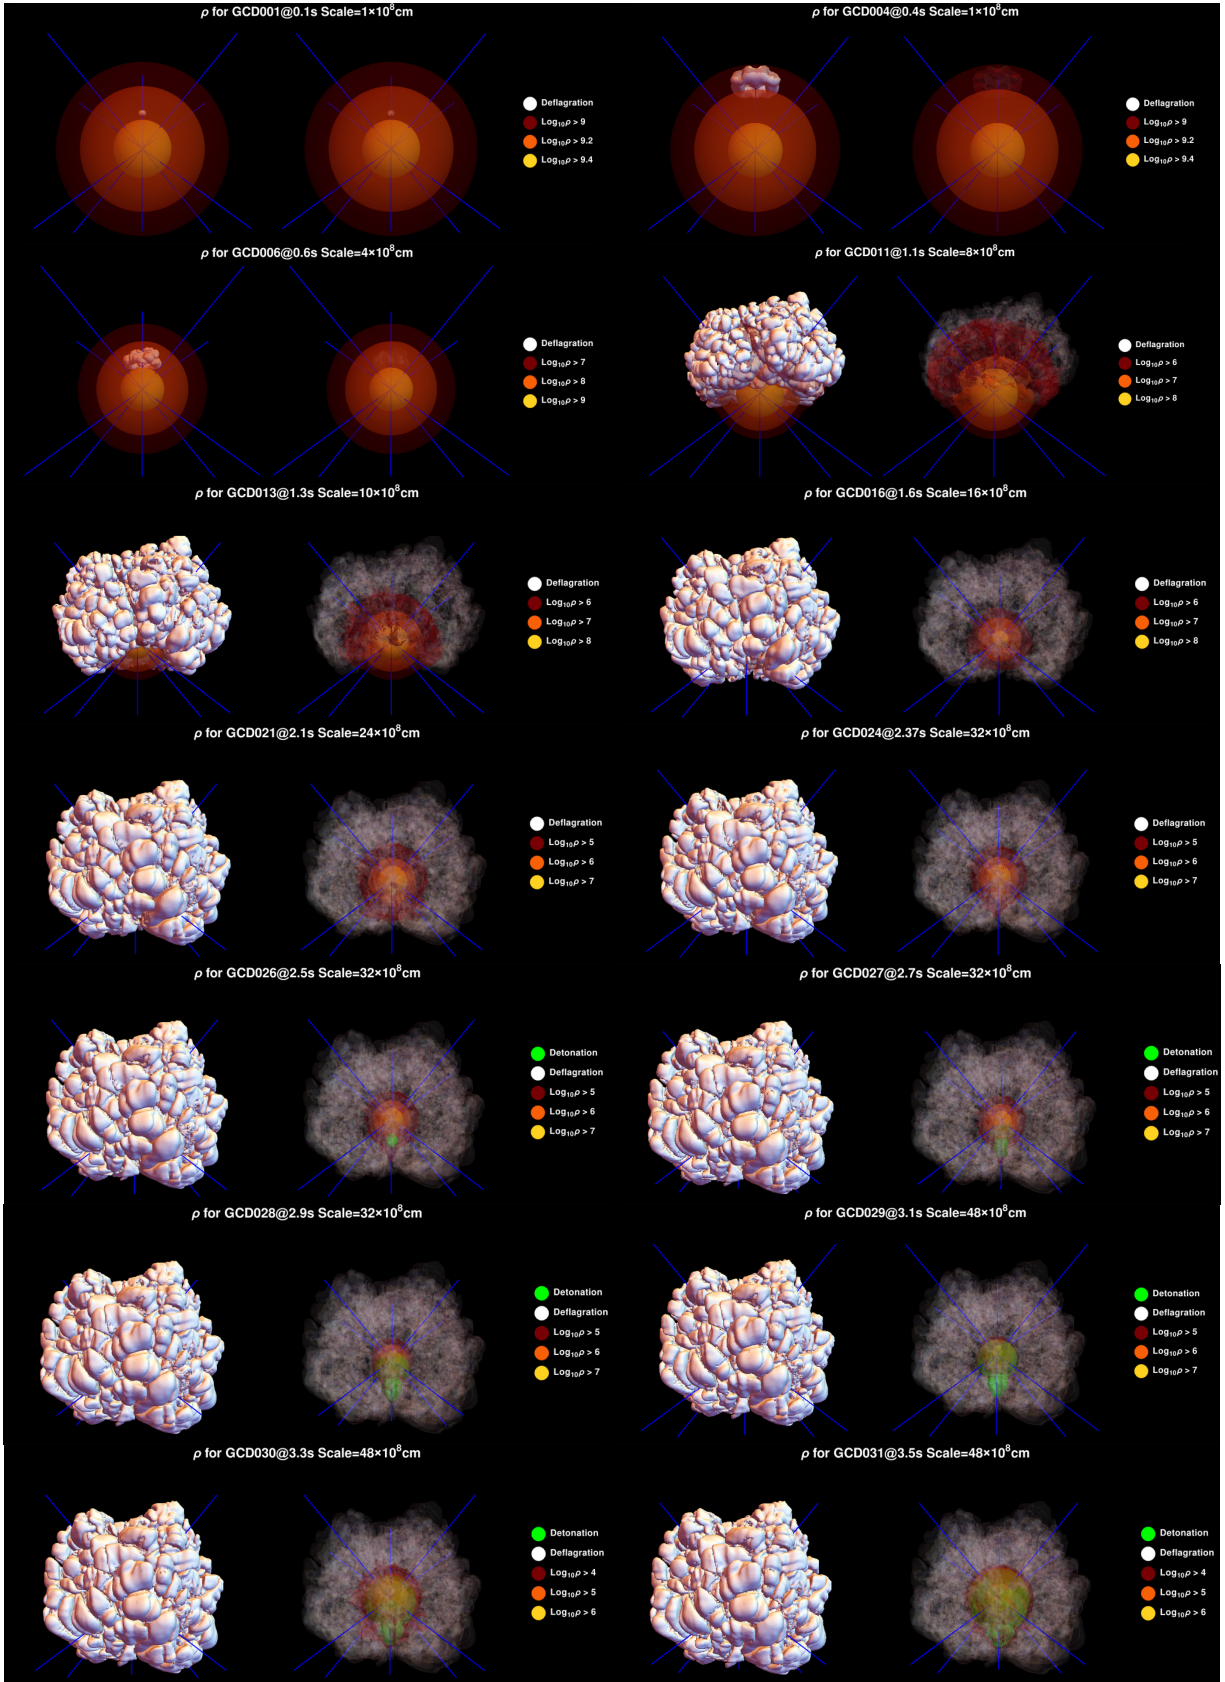 ρ for GCD001@0.1s Scale=1×10⁸cm
Deflagration
Log₁₀ρ > 9
Log₁₀ρ > 9.2
Log₁₀ρ > 9.4
ρ for GCD004@0.4s Scale=1×10⁸cm
Deflagration
Log₁₀ρ > 9
Log₁₀ρ > 9.2
Log₁₀ρ > 9.4
ρ for GCD006@0.6s Scale=4×10⁸cm
Deflagration
Log₁₀ρ > 7
Log₁₀ρ > 8
Log₁₀ρ > 9
ρ for GCD011@1.1s Scale=8×10⁸cm
Deflagration
Log₁₀ρ > 6
Log₁₀ρ > 7
Log₁₀ρ > 8
ρ for GCD013@1.3s Scale=10×10⁸cm
Deflagration
Log₁₀ρ > 6
Log₁₀ρ > 7
Log₁₀ρ > 8
ρ for GCD016@1.6s Scale=16×10⁸cm
Deflagration
Log₁₀ρ > 6
Log₁₀ρ > 7
Log₁₀ρ > 8
ρ for GCD021@2.1s Scale=24×10⁸cm
Deflagration
Log₁₀ρ > 5
Log₁₀ρ > 6
Log₁₀ρ > 7
ρ for GCD024@2.37s Scale=32×10⁸cm
Deflagration
Log₁₀ρ > 5
Log₁₀ρ > 6
Log₁₀ρ > 7
ρ for GCD026@2.5s Scale=32×10⁸cm
Detonation
Deflagration
Log₁₀ρ > 5
Log₁₀ρ > 6
Log₁₀ρ > 7
ρ for GCD027@2.7s Scale=32×10⁸cm
Detonation
Deflagration
Log₁₀ρ > 5
Log₁₀ρ > 6
Log₁₀ρ > 7
ρ for GCD028@2.9s Scale=32×10⁸cm
Detonation
Deflagration
Log₁₀ρ > 5
Log₁₀ρ > 6
Log₁₀ρ > 7
ρ for GCD029@3.1s Scale=48×10⁸cm
Detonation
Deflagration
Log₁₀ρ > 5
Log₁₀ρ > 6
Log₁₀ρ > 7
ρ for GCD030@3.3s Scale=48×10⁸cm
Detonation
Deflagration
Log₁₀ρ > 4
Log₁₀ρ > 5
Log₁₀ρ > 6
ρ for GCD031@3.5s Scale=48×10⁸cm
Detonation
Deflagration
Log₁₀ρ > 4
Log₁₀ρ > 5
Log₁₀ρ > 6